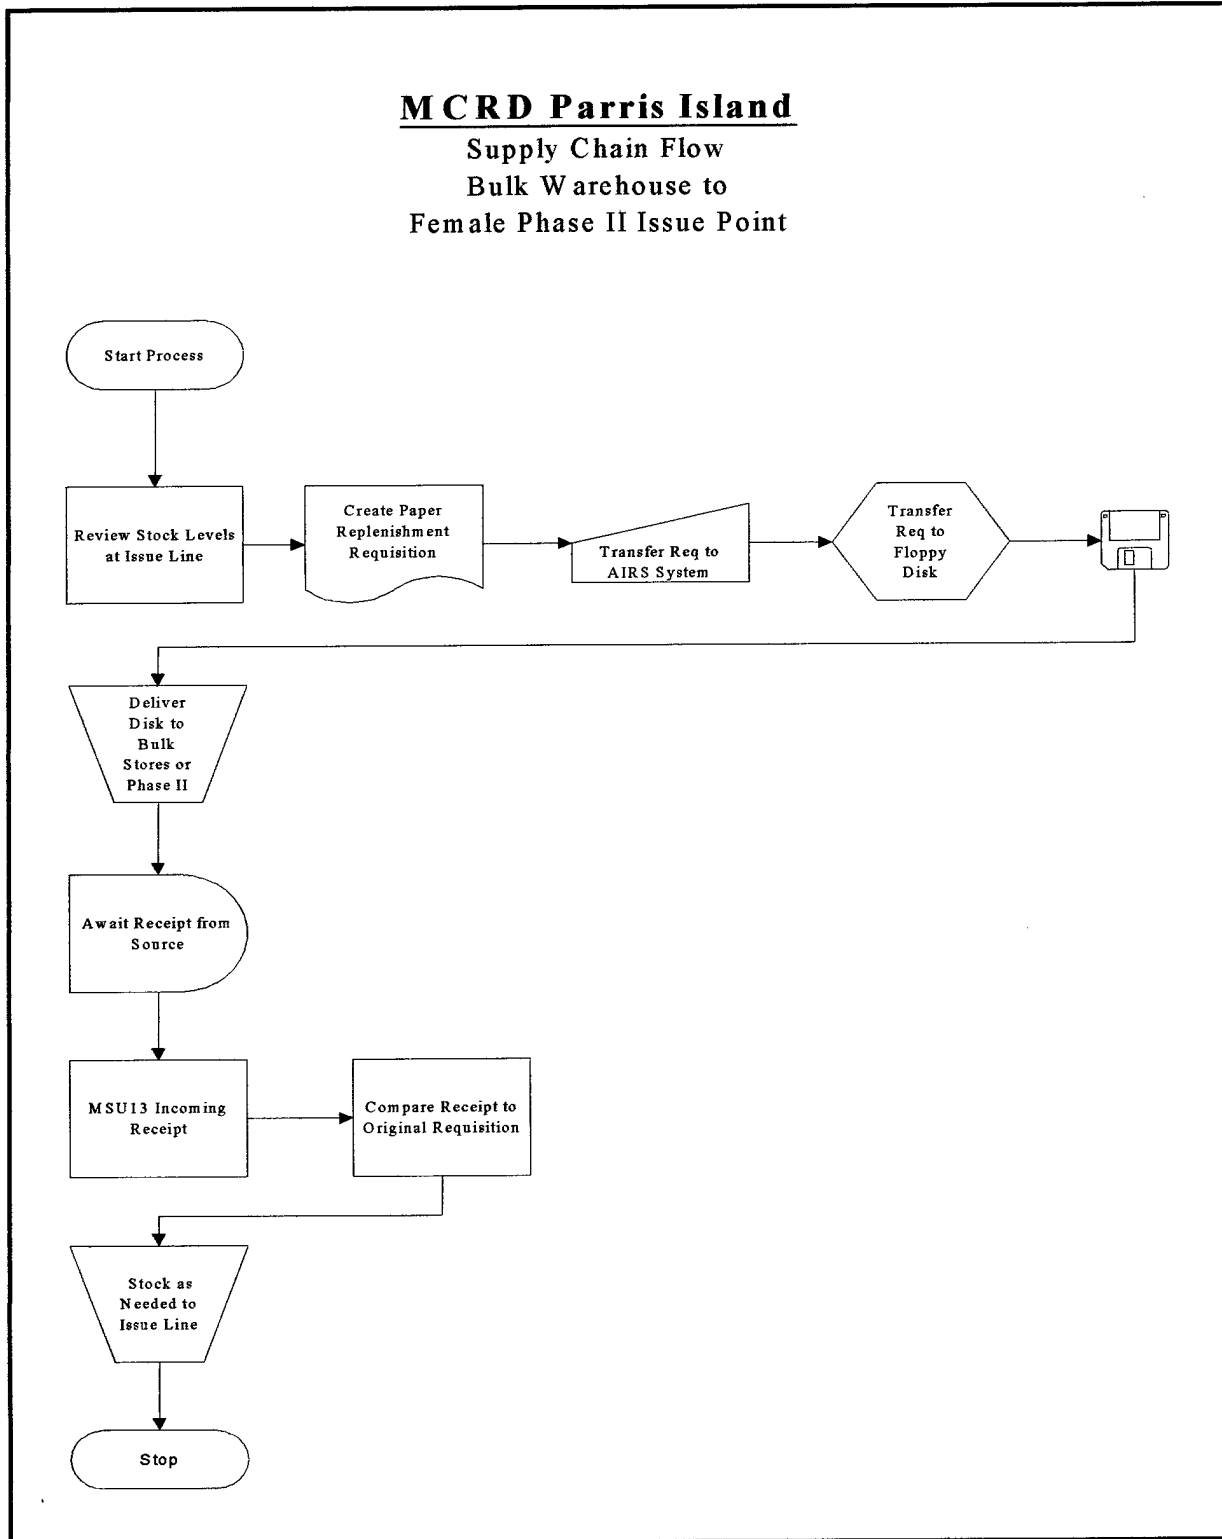 MCRD Parris Island
Supply Chain Flow
Bulk Warehouse to
Female Phase II Issue Point
Start Process
Review Stock Levels
at Issue Line
Create Paper
Replenishment
Requisition
Transfer Req to
AIRS System
Transfer
Req to
Floppy
Disk
Deliver
Disk to
Bulk
Stores or
Phase II
Await Receipt from
Source
MSU13 Incoming
Receipt
Compare Receipt to
Original Requisition
Stock as
Needed to
Issue Line
Stop